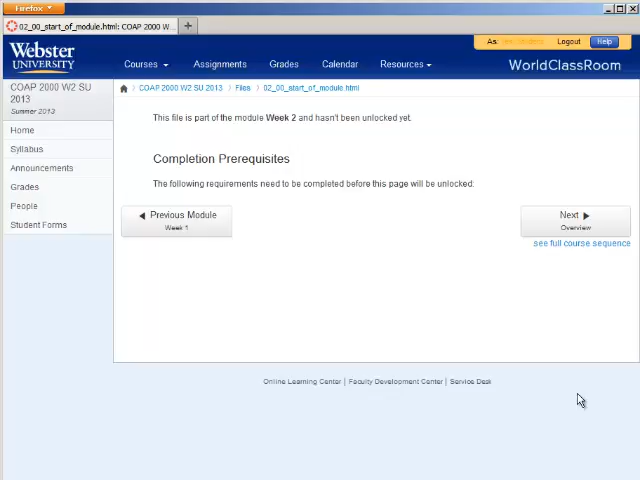 Firefox
02_00_start_of_module.html: COAP 2000 W...
Webster
UNIVERSITY
As:
Logout
Help
Courses
Assignments
Grades
Calendar
Resources
WorldClassRoom
COAP 2000 W2 SU
2013
Summer 2013
COAP 2000 W2 SU 2013
Files
02_00_start_of_module.html
Home
Syllabus
Announcements
Grades
People
Student Forms
This file is part of the module Week 2 and hasn't been unlocked yet.
Completion Prerequisites
The following requirements need to be completed before this page will be unlocked:
Previous Module
Week 1
Next
Overview
see full course sequence
Online Learning Center | Faculty Development Center | Service Desk